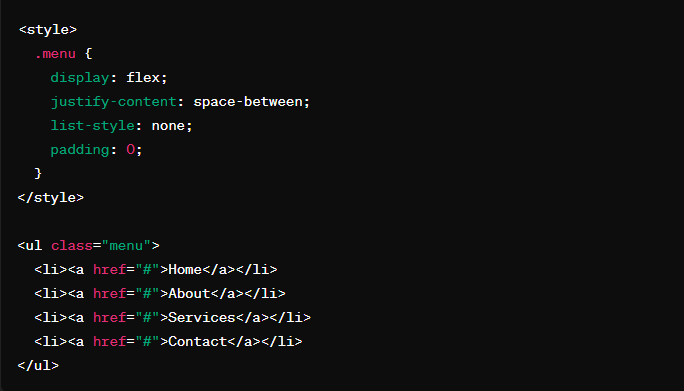 <style>
  .menu {
    display: flex;
    justify-content: space-between;
    list-style: none;
    padding: 0;
  }
</style>

<ul class="menu">
  <li><a href="#">Home</a></li>
  <li><a href="#">About</a></li>
  <li><a href="#">Services</a></li>
  <li><a href="#">Contact</a></li>
</ul>